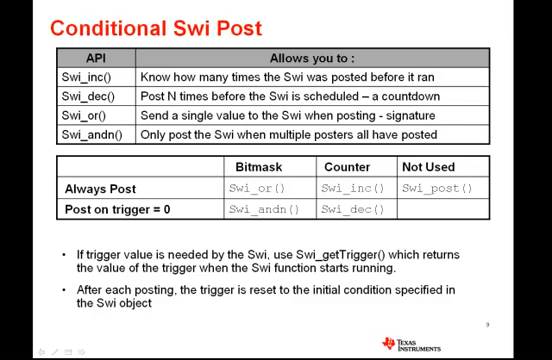 Conditional Swi Post
API Allows you to :
Swi_inc() Know how many times the Swi was posted before it ran
Swi_dec() Post N times before the Swi is scheduled – a countdown
Swi_or() Send a single value to the Swi when posting - signature
Swi_andn() Only post the Swi when multiple posters all have posted
Bitmask Counter Not Used
Always Post Swi_or() Swi_inc() Swi_post()
Post on trigger = 0 Swi_andn() Swi_dec()
• If trigger value is needed by the Swi, use Swi_getTrigger() which returns
the value of the trigger when the Swi function starts running.
• After each posting, the trigger is reset to the initial condition specified in
the Swi object
9
TEXAS
INSTRUMENTS